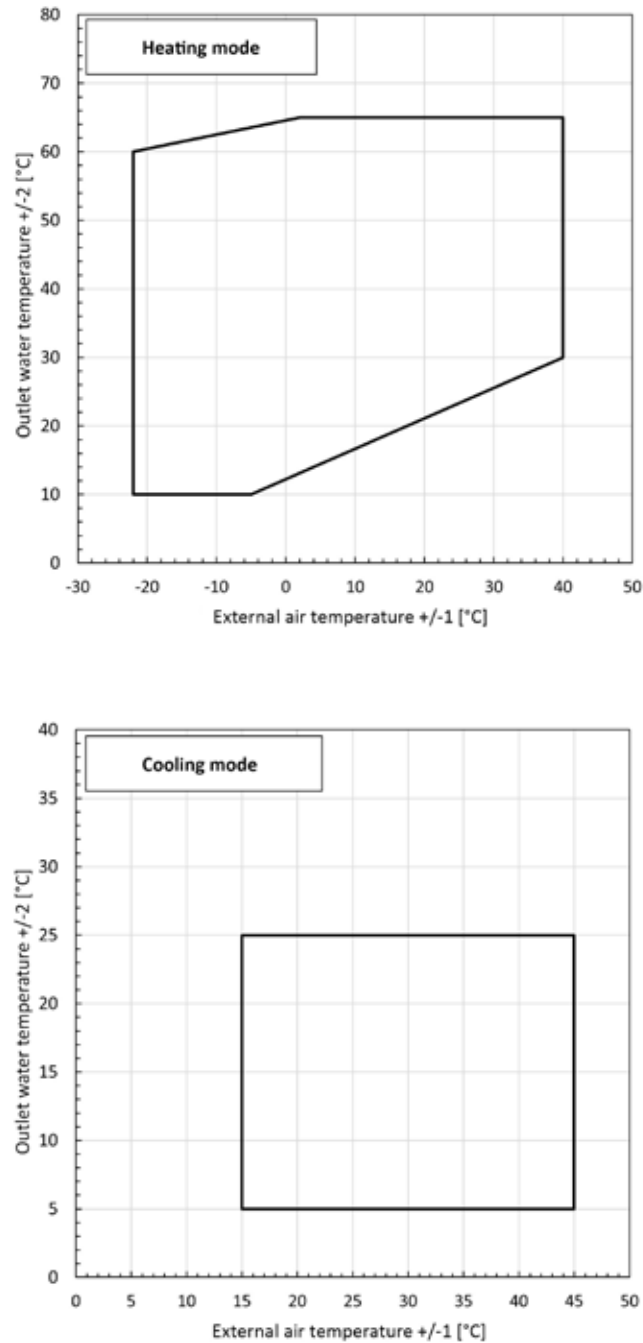 80
Heating mode
70
60
50
40
30
20
10
0
Outlet water temperature +/-2 [°C]
-30 -20 -10 0 10 20 30 40 50
External air temperature +/-1 [°C]
40
Cooling mode
35
30
25
20
15
10
5
0
Outlet water temperature +/-2 [°C]
0 5 10 15 20 25 30 35 40 45 50
External air temperature +/-1 [°C]